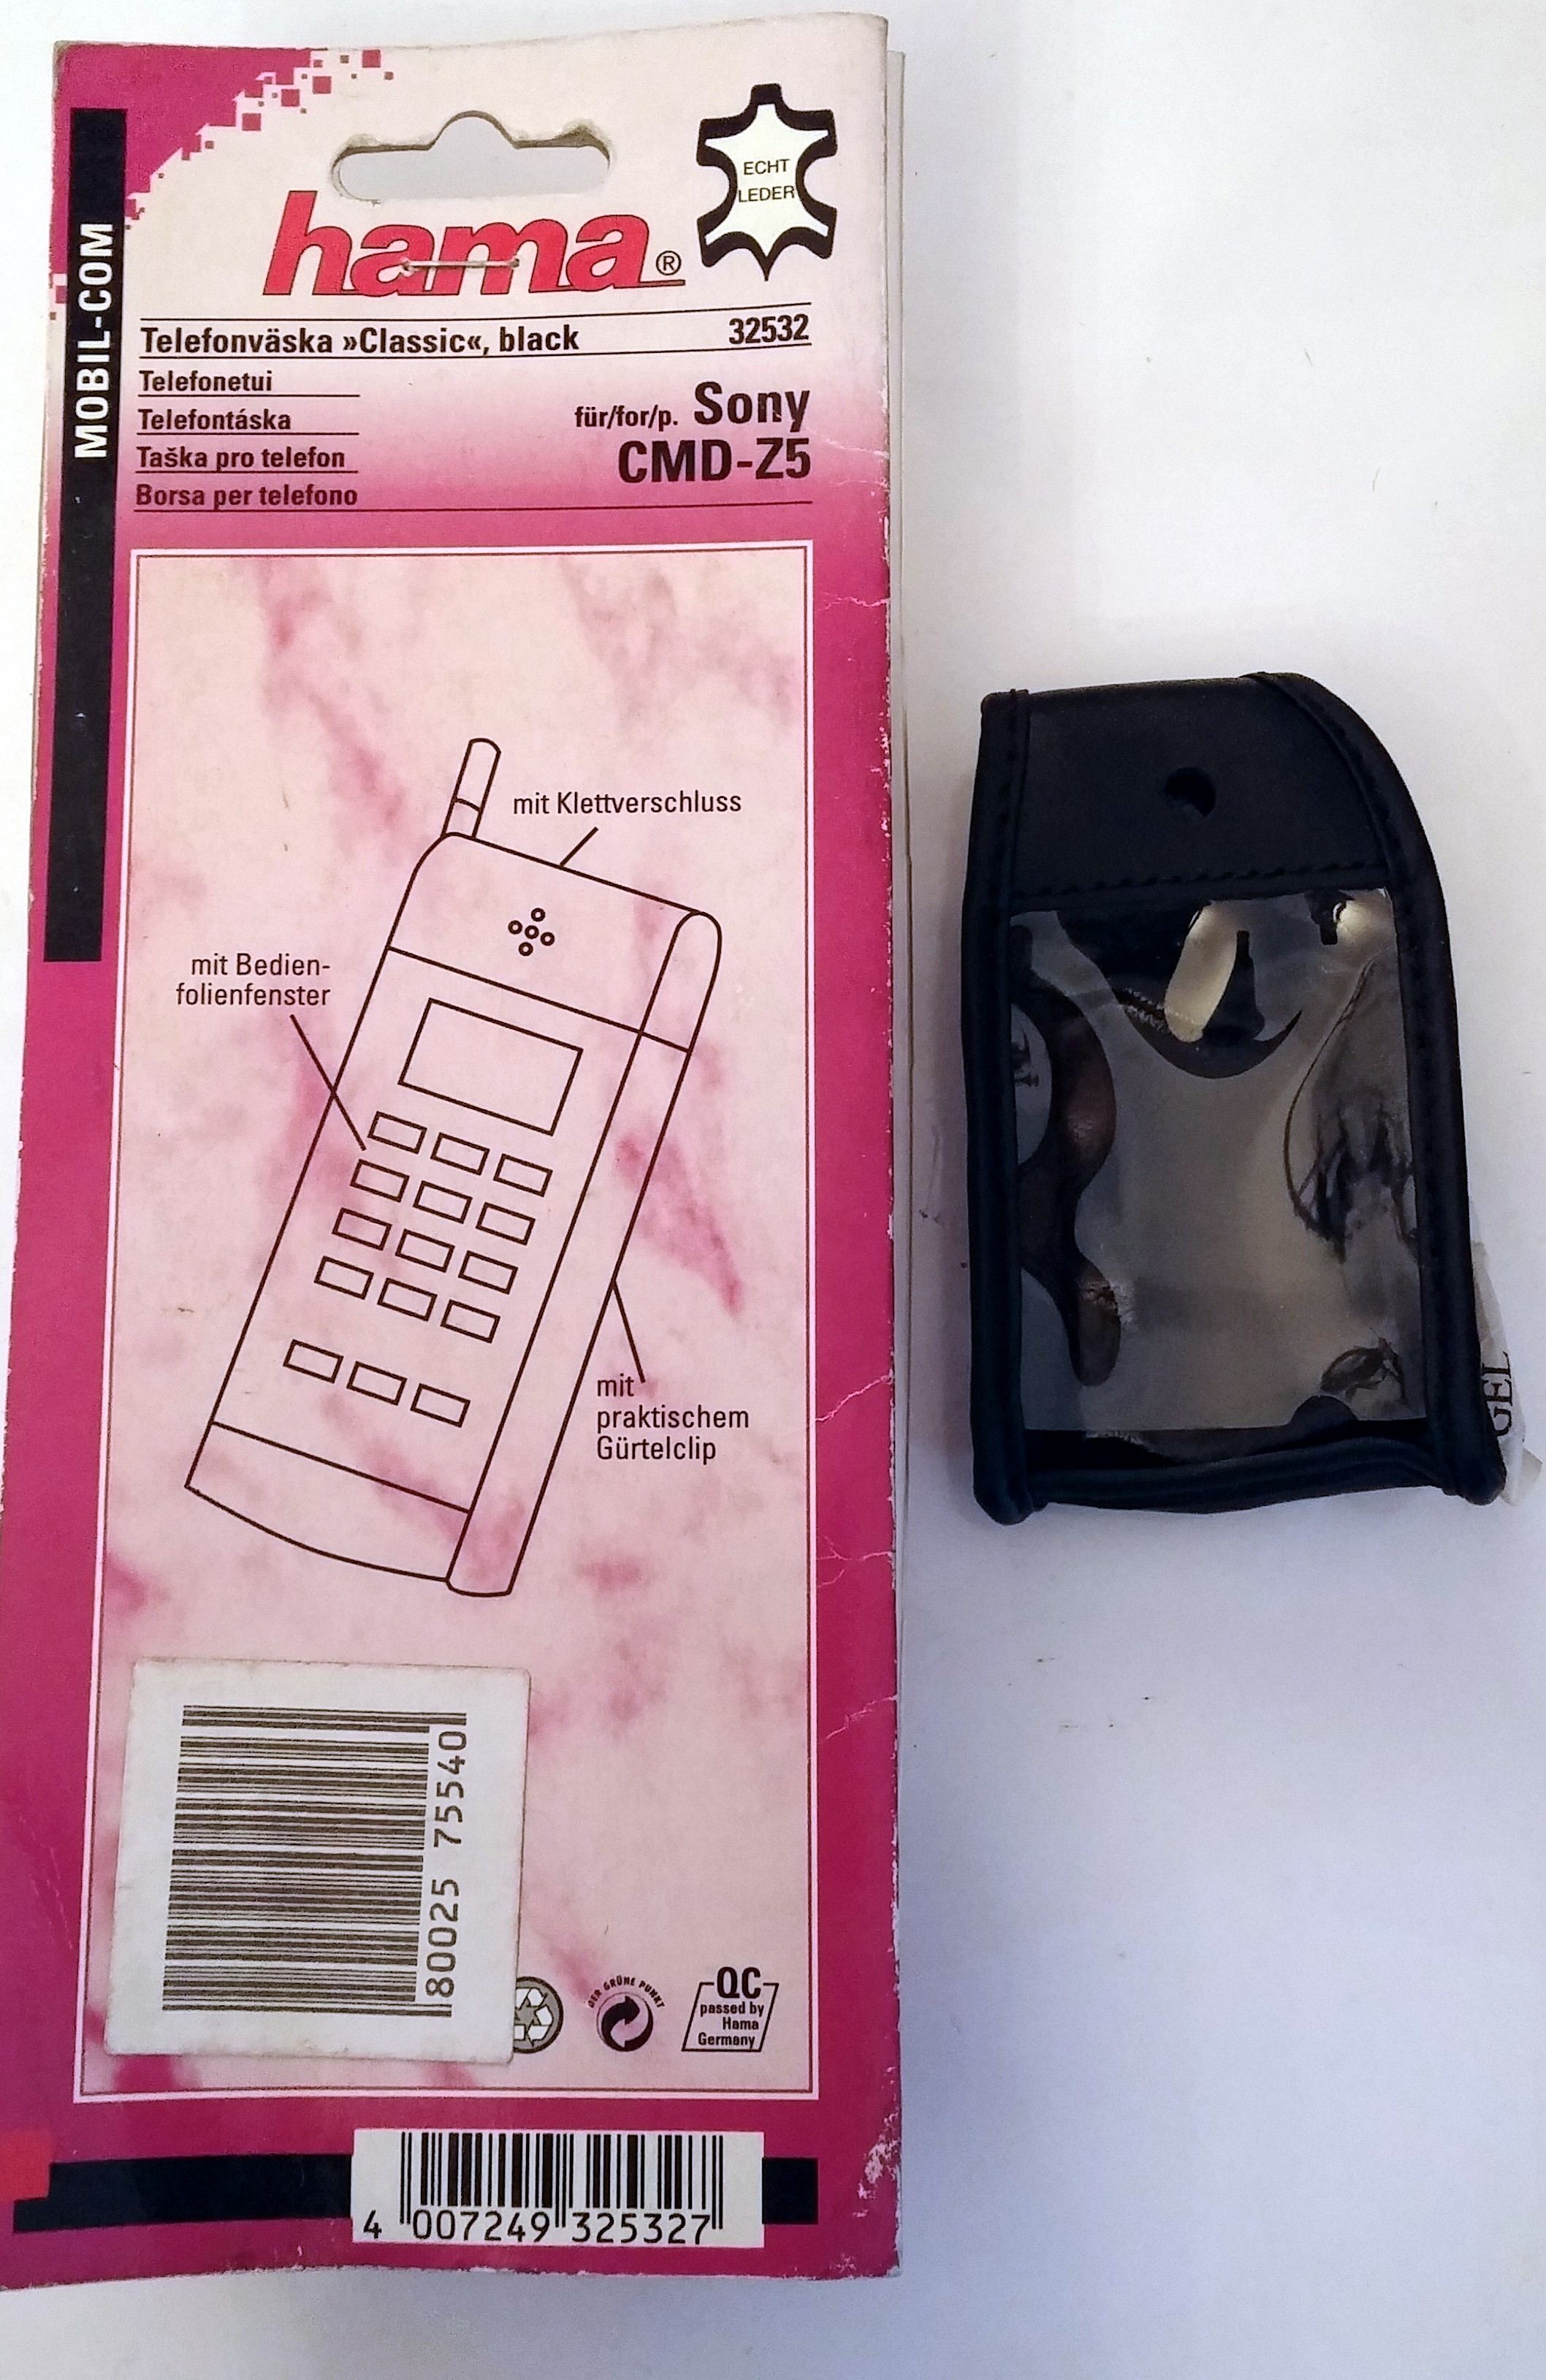 MOBIL-COM
ECHT
LEDER
hama®
Telefonväska »Classic«, black 32532
Telefonetui
Telefontáska
Taška pro telefon
Borsa per telefono
für/for/p. Sony
CMD-Z5
mit Klettverschluss
mit Bedien-
folienfenster
mit
praktischem
Gürtelclip
80025 75540
DER GRÜNE PUNKT
QC
passed by
Hama
Germany
4 007249 325327
GEL